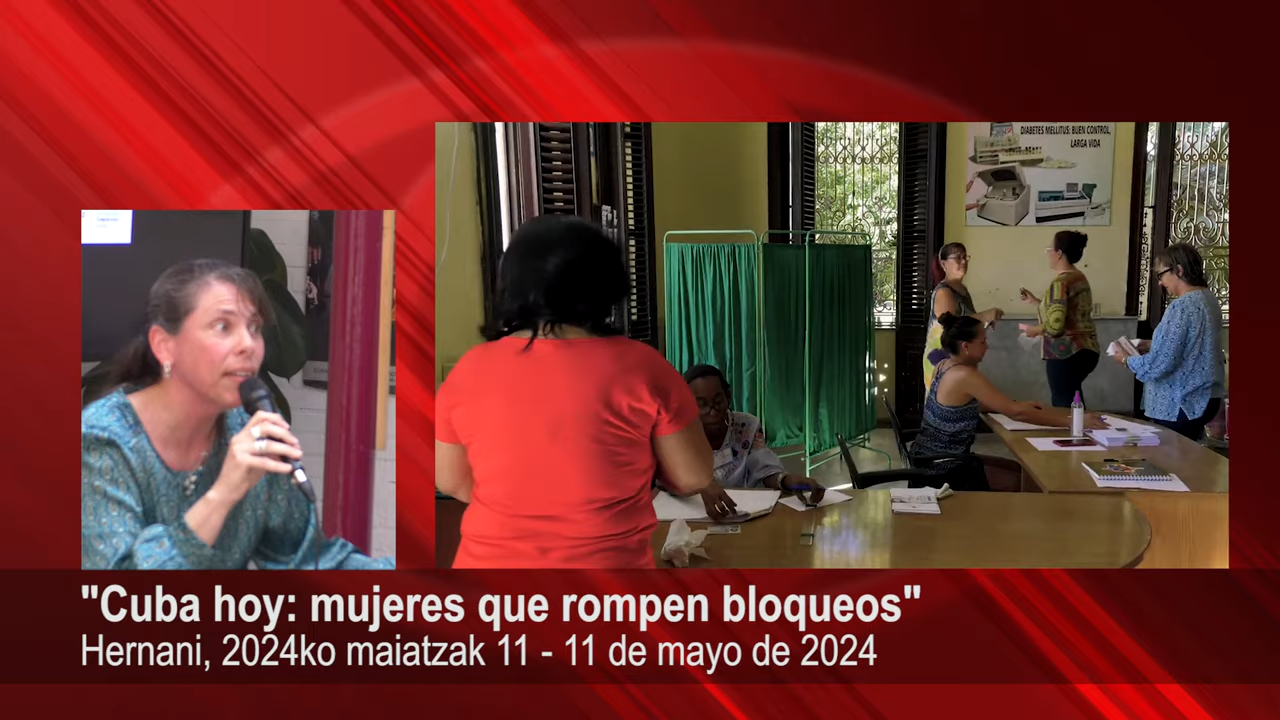 DIABETES MELLITUS: BUEN CONTROL,
LARGA VIDA
"Cuba hoy: mujeres que rompen bloqueos"
Hernani, 2024ko maiatzak 11 - 11 de mayo de 2024